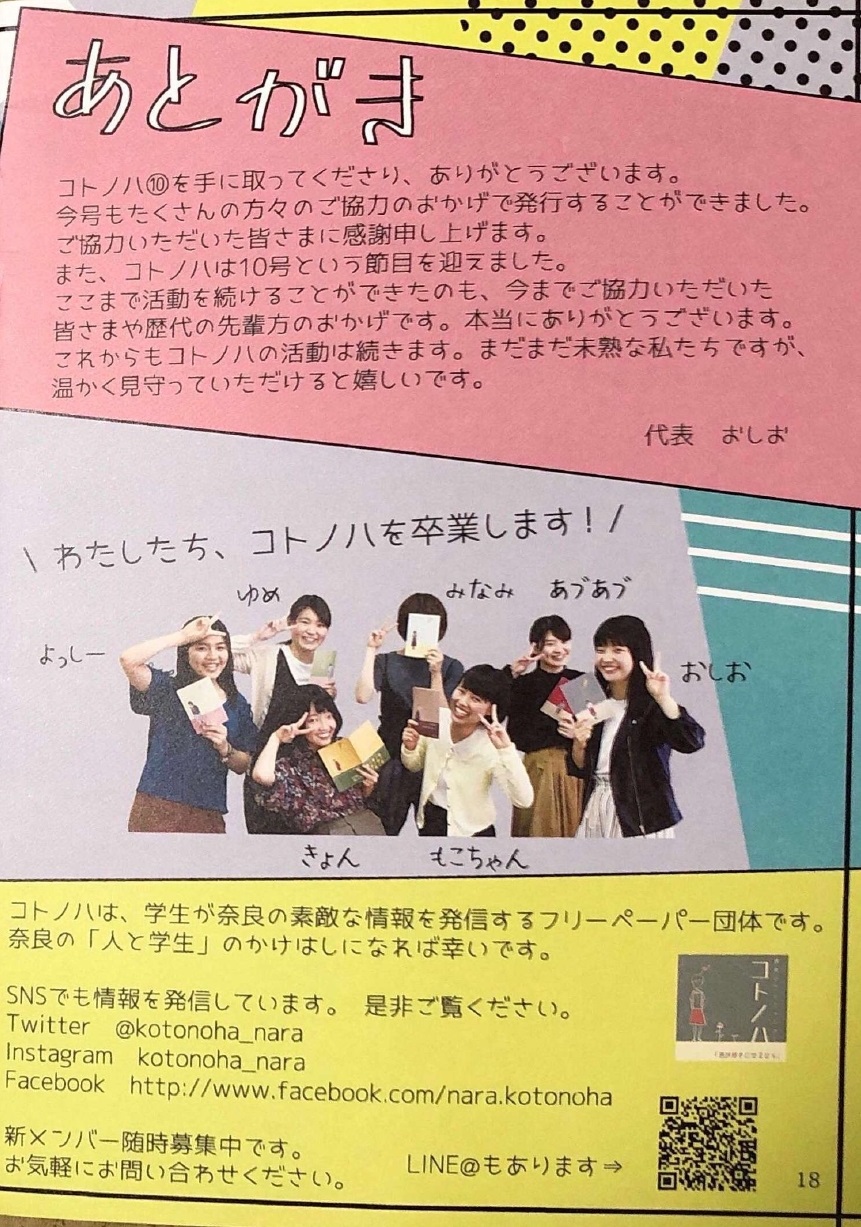 あとがき
コトノハ⑩を手に取ってくださり、ありがとうございます。
今号もたくさんの方々のご協力のおかげで発行することができました。
ご協力いただいた皆さまに感謝申し上げます。
また、コトノハは10号という節目を迎えました。
ここまで活動を続けることができたのも、今までご協力いただいた
皆さまや歴代の先輩方のおかげです。本当にありがとうございます。
これからもコトノハの活動は続きます。まだまだ未熟な私たちですが、
温かく見守っていただけると嬉しいです。
代表 おしお
\ わたしたち、コトノハを卒業します! /
ゆめ
みなみ
あづあづ
よっしー
おしお
きょん
もこちゃん
コトノハは、学生が奈良の素敵な情報を発信するフリーペーパー団体です。
奈良の「人と学生」のかけはしになれば幸いです。
コトノハ
SNSでも情報を発信しています。 是非ご覧ください。
Twitter @kotonoha_nara
Instagram kotonoha_nara
Facebook http://www.facebook.com/nara.kotonoha
新メンバー随時募集中です。
お気軽にお問い合わせください。
LINE@もあります⇒
18